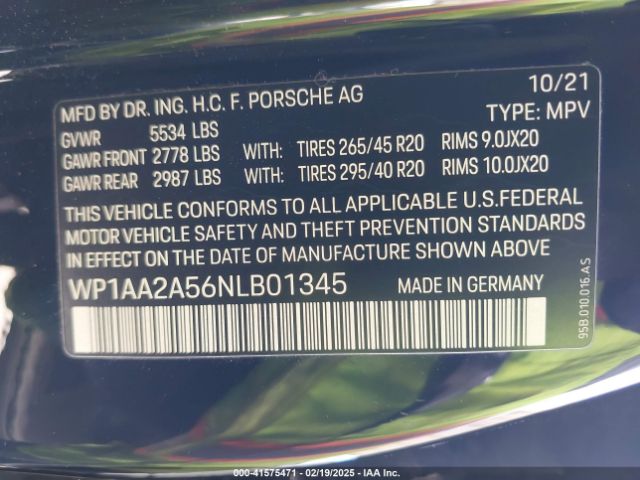 MFD BY DR. ING. H.C. F. PORSCHE AG 10/21
GVWR 5534 LBS TYPE: MPV
GAWR FRONT 2778 LBS WITH: TIRES 265/45 R20 RIMS 9.0JX20
GAWR REAR 2987 LBS WITH: TIRES 295/40 R20 RIMS 10.0JX20
THIS VEHICLE CONFORMS TO ALL APPLICABLE U.S.FEDERAL
MOTOR VEHICLE SAFETY AND THEFT PREVENTION STANDARDS
IN EFFECT ON THE DATE OF MANUFACTURE SHOWN ABOVE.
WP1AA2A56NLB01345
95B.010.016.AS
000-41575471 - 02/19/2025 - IAA Inc.